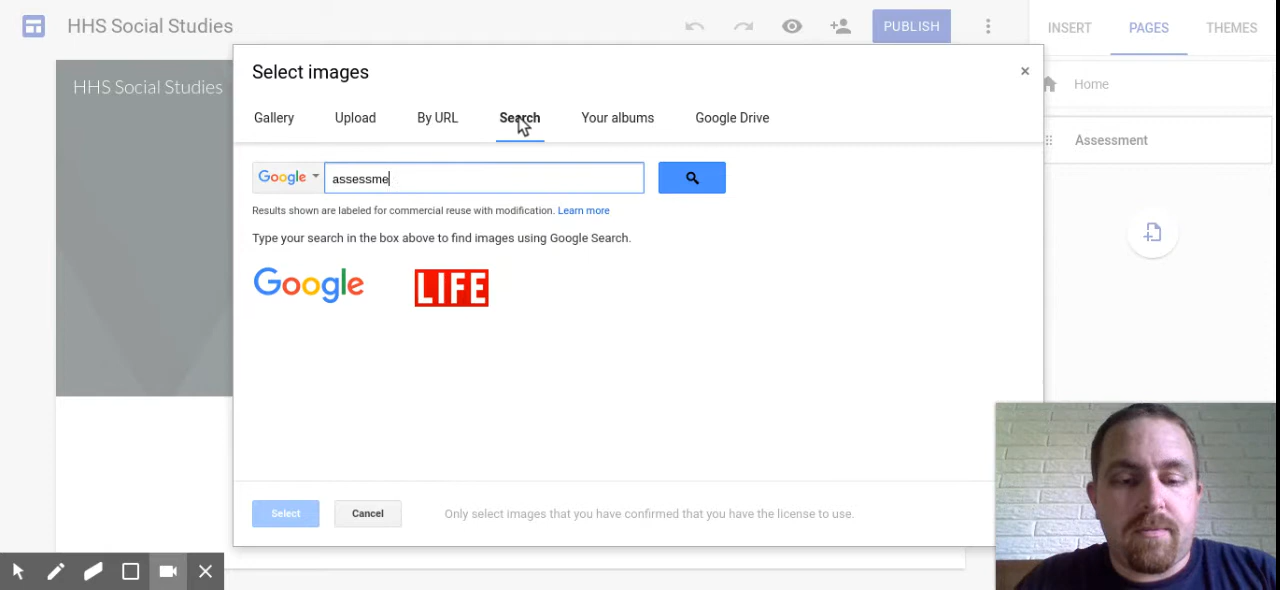 HHS Social Studies
PUBLISH
INSERT
PAGES
THEMES
HHS Social Studies
Select images
×
Home
Gallery
Upload
By URL
Search
Your albums
Google Drive
Assessment
Google
assessme
Results shown are labeled for commercial reuse with modification. Learn more
Type your search in the box above to find images using Google Search.
Google
LIFE
Select
Cancel
Only select images that you have confirmed that you have the license to use.